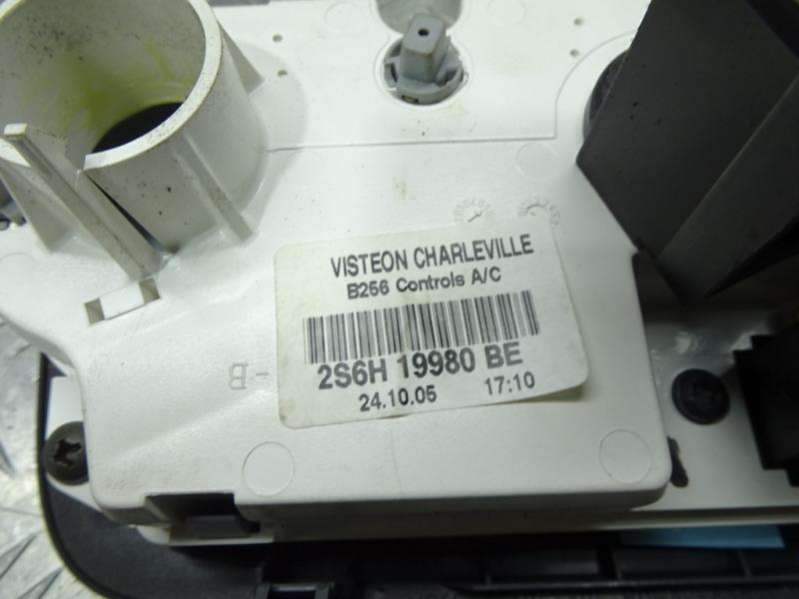 VISTEON CHARLEVILLE
B256 Controls A/C
2S6H 19980 BE
24.10.05 17:10
-B